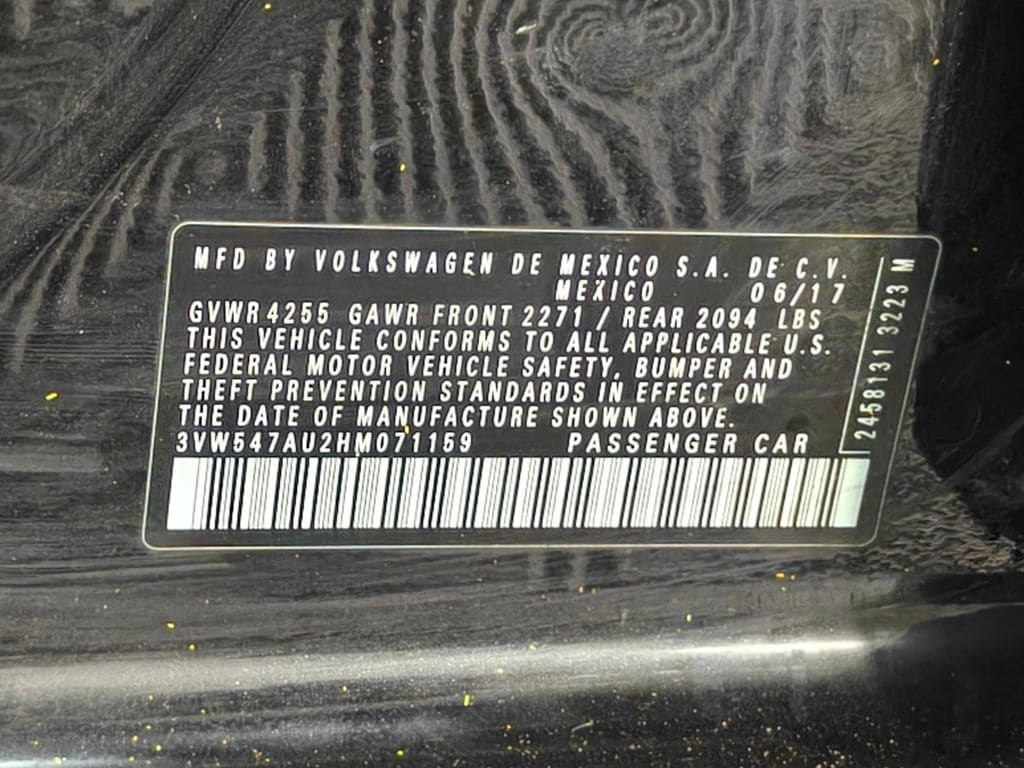 MFD BY VOLKSWAGEN DE MEXICO S.A. DE C.V.
MEXICO 06/17
GVWR 4255 GAWR FRONT 2271 / REAR 2094 LBS
THIS VEHICLE CONFORMS TO ALL APPLICABLE U.S.
FEDERAL MOTOR VEHICLE SAFETY, BUMPER AND
THEFT PREVENTION STANDARDS IN EFFECT ON
THE DATE OF MANUFACTURE SHOWN ABOVE.
3VW547AU2HM071159 PASSENGER CAR
2458131 3223 M